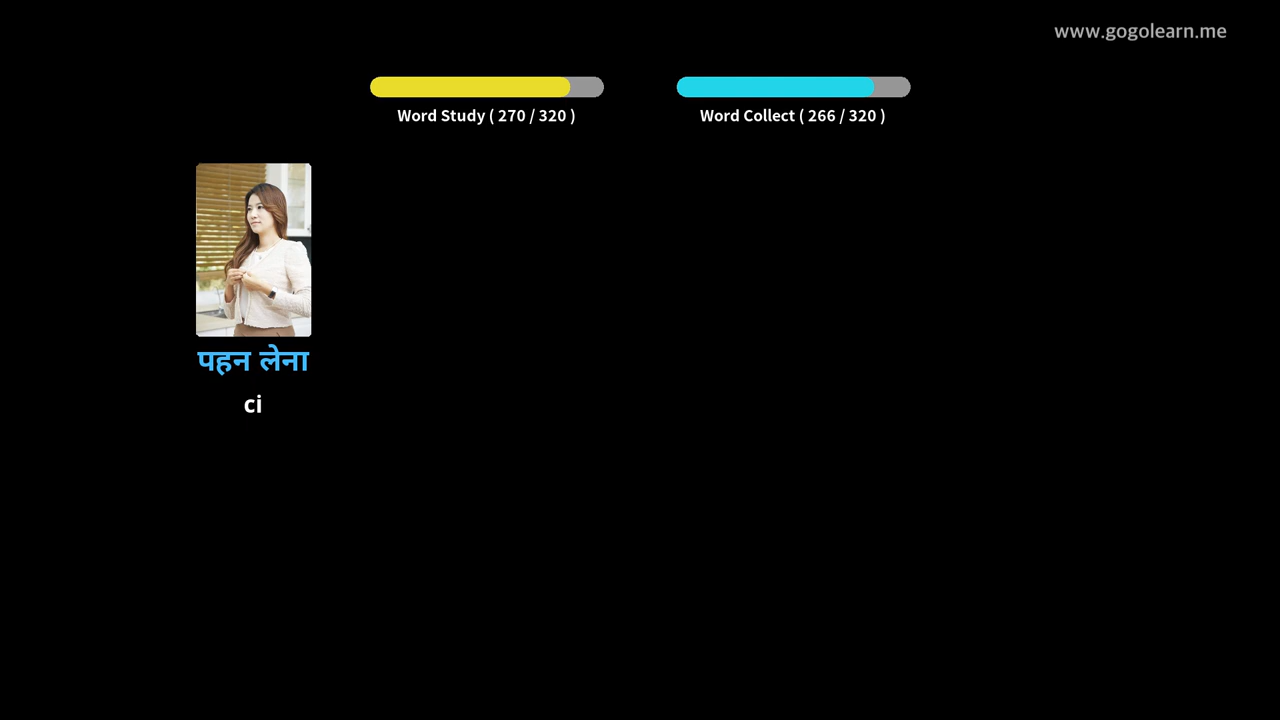 www.gogolearn.me
Word Study ( 270 / 320 )
Word Collect ( 266 / 320 )
पहन लेना
ci